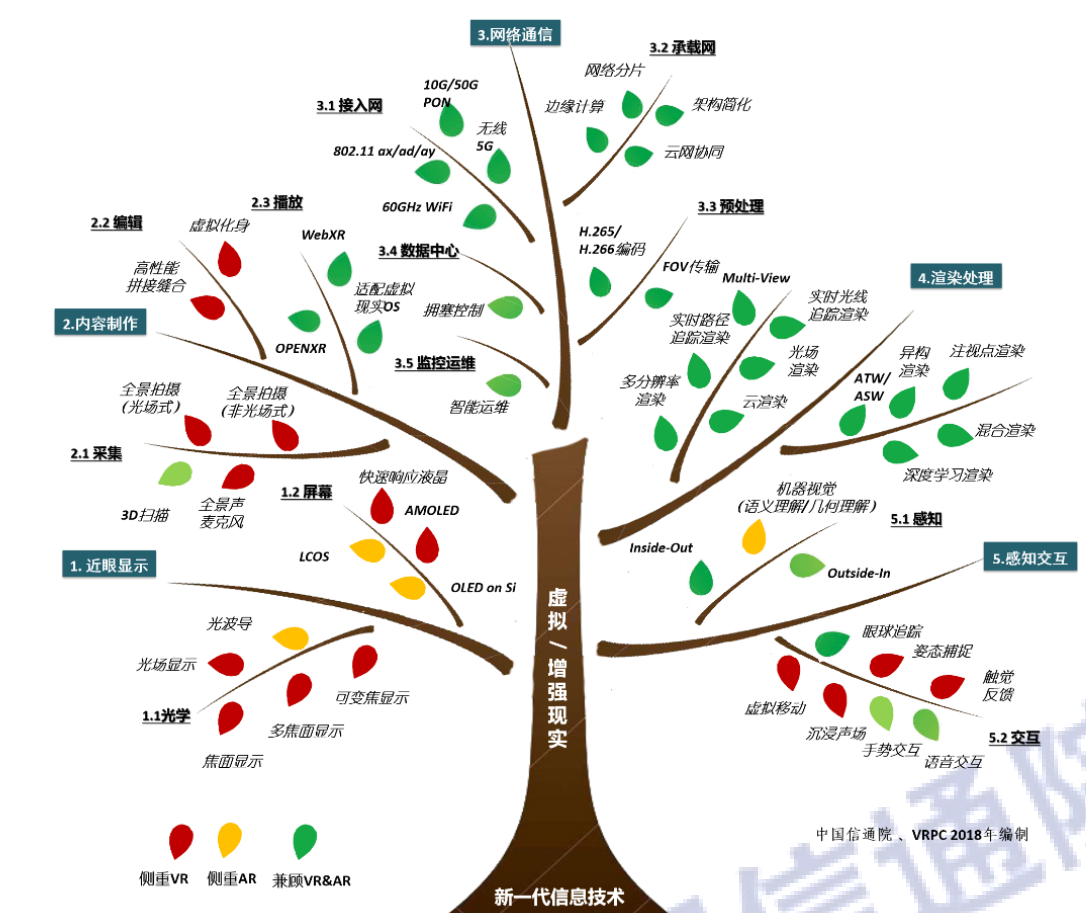 3.网络通信
3.2 承载网
网络分片
边缘计算
架构简化
云网协同
3.1 接入网
10G/50G
PON
无线
5G
802.11 ax/ad/ay
60GHz WiFi
3.3 预处理
H.265/
H.266编码
FOV传输
3.4 数据中心
拥塞控制
3.5 监控运维
智能运维
2.2 编辑
虚拟化身
高性能
拼接缝合
2.3 播放
WebXR
适配虚拟
现实OS
OPENXR
2.内容制作
全景拍摄
（光场式）
全景拍摄
（非光场式）
2.1 采集
3D扫描
全景声
麦克风
4.渲染处理
Multi-View
实时光线
追踪渲染
实时路径
追踪渲染
光场
渲染
多分辨率
渲染
云渲染
ATW/
ASW
异构
渲染
注视点渲染
混合渲染
深度学习渲染
1.2 屏幕
快速响应液晶
AMOLED
LCOS
OLED on Si
1. 近眼显示
光波导
光场显示
1.1光学
焦面显示
多焦面显示
可变焦显示
机器视觉
（语义理解/几何理解）
5.1 感知
Inside-Out
Outside-In
5.感知交互
眼球追踪
姿态捕捉
触觉
反馈
虚拟移动
沉浸声场
手势交互
语音交互
5.2 交互
虚拟/增强现实
新一代信息技术
侧重VR
侧重AR
兼顾VR&AR
中国信通院 、VRPC 2018年编制
信通院